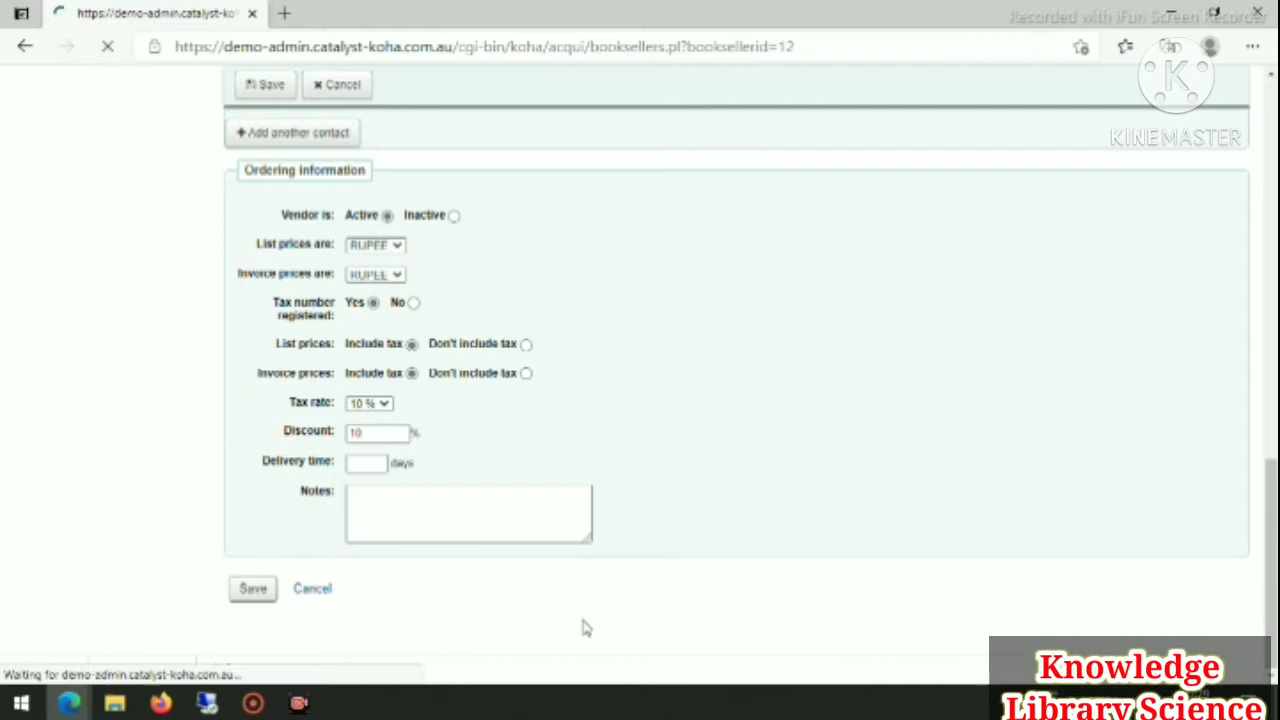 https://demo-admin.catalyst-ko
Recorded with iFun Screen Recorder
https://demo-admin.catalyst-koha.com.au/cgi-bin/koha/acqui/booksellers.pl?booksellerid=12
K
KINEMASTER
Save Cancel
Add another contact
Ordering information
Vendor is: Active Inactive
List prices are: RUPEE
Invoice prices are: RUPEE
Tax number registered: Yes No
List prices: Include tax Don't include tax
Invoice prices: Include tax Don't include tax
Tax rate: 10 %
Discount: 10 %
Delivery time: days
Notes:
Save Cancel
Waiting for demo-admin.catalyst-koha.com.au...
Knowledge
Library Science